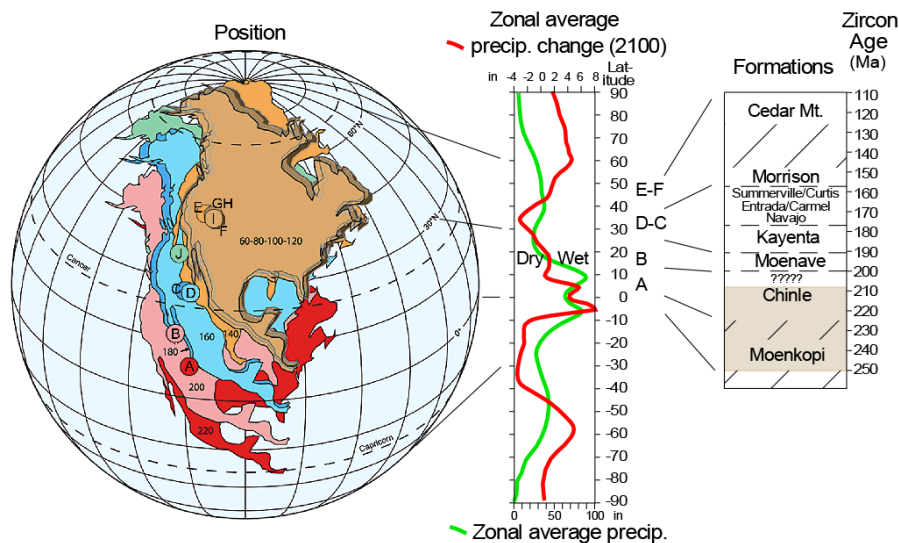 Position
Zonal average
precip. change (2100)
in -4 -2 0 2 4 6 8 Lat-
itude
90
80
70
60
50
40
30
20
10
0
-10
-20
-30
-40
-50
-60
-70
-80
-90
Dry Wet
0 50 100
in
Zonal average precip.
E-F
D-C
B
A
Formations
Zircon
Age
(Ma)
Cedar Mt.
Morrison
Summerville/Curtis
Entrada/Carmel
Navajo
Kayenta
Moenave
?????
Chinle
Moenkopi
110
120
130
140
150
160
170
180
190
200
210
220
230
240
250
60°N
30°N
0°
Cancer
Capricorn
E
GH
I
F
J
C
D
B
A
60-80-100-120
140
160
180
200
220